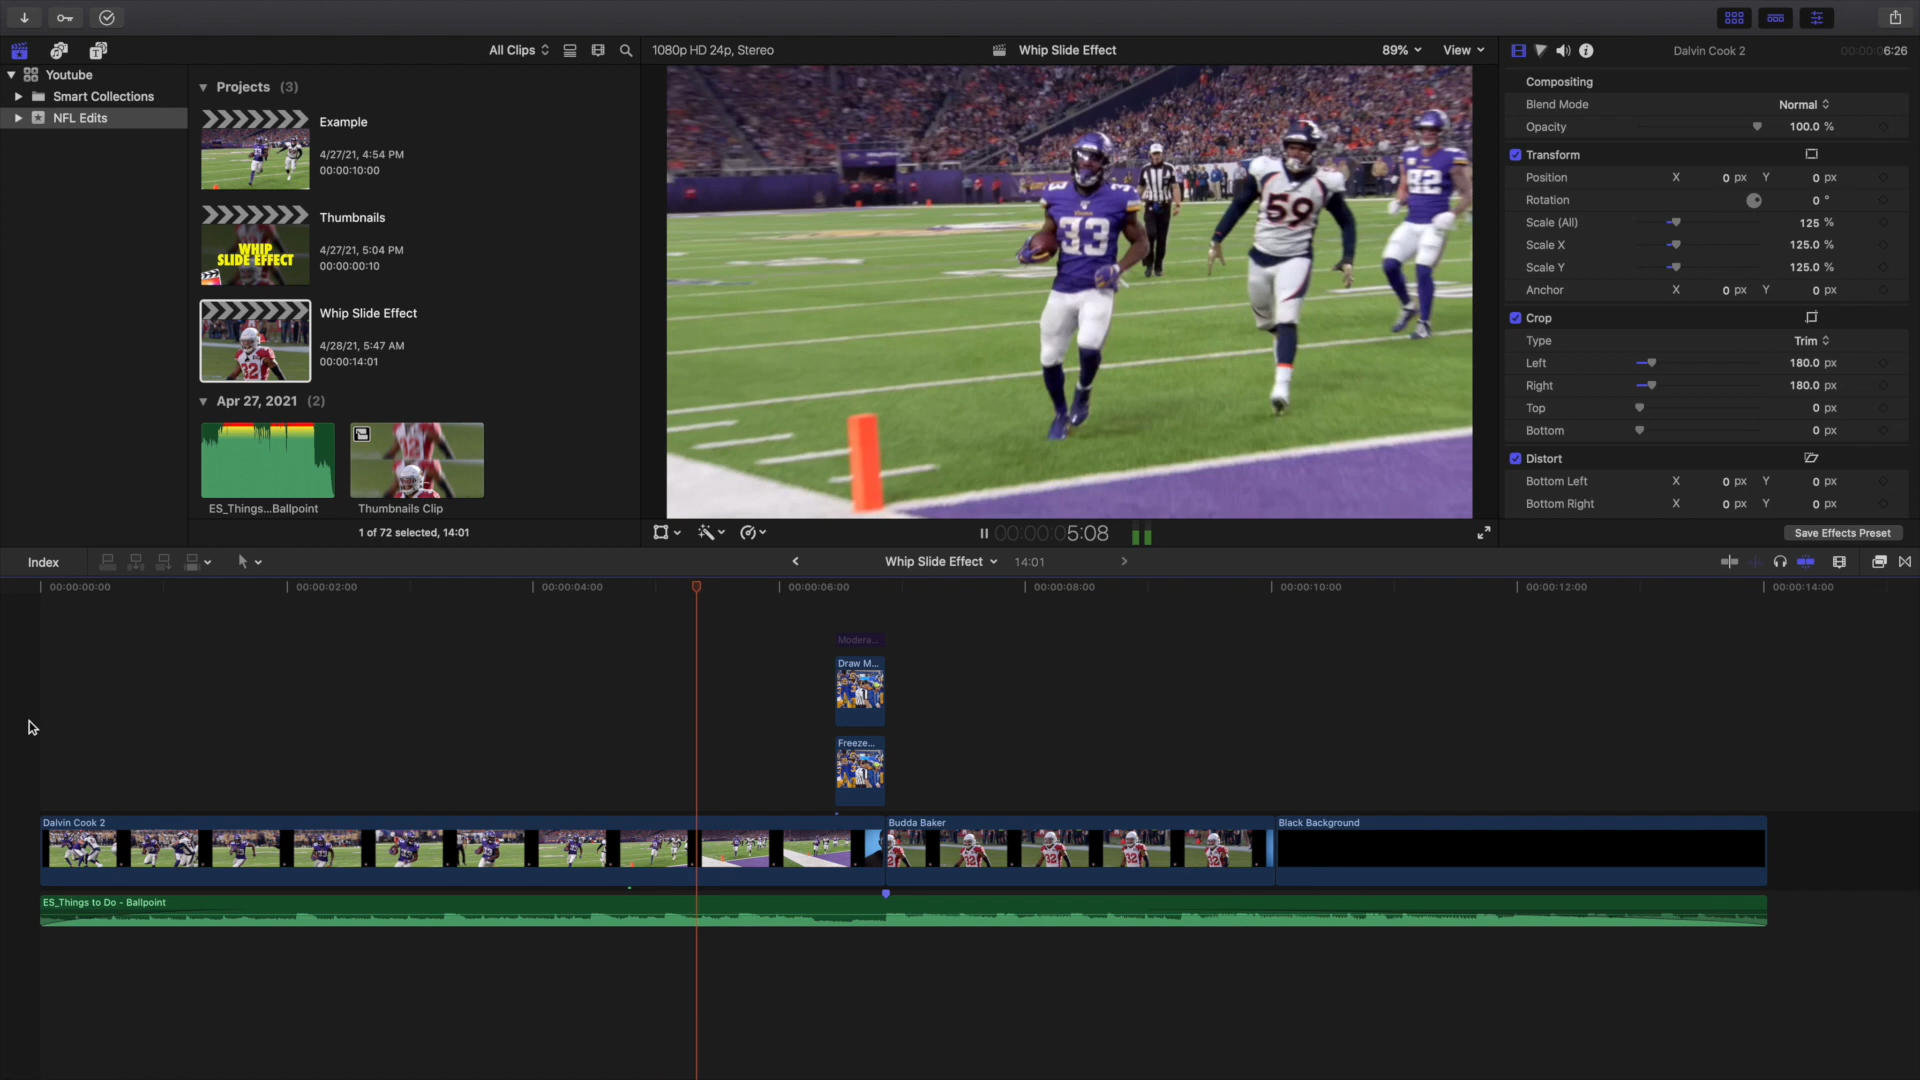 All Clips
1080p HD 24p, Stereo
Whip Slide Effect
89%
View
Dalvin Cook 2
00:00:06:26
Youtube
Smart Collections
NFL Edits
Projects (3)
Example
4/27/21, 4:54 PM
00:00:10:00
Thumbnails
4/27/21, 5:04 PM
00:00:00:10
WHIP
SLIDE EFFECT
Whip Slide Effect
4/28/21, 5:47 AM
00:00:14:01
32
Apr 27, 2021 (2)
ES_Things...Ballpoint
Thumbnails Clip
1 of 72 selected, 14:01
33
59
82
Compositing
Blend Mode Normal
Opacity 100.0 %
Transform
Position X 0 px Y 0 px
Rotation 0 °
Scale (All) 125 %
Scale X 125.0 %
Scale Y 125.0 %
Anchor X 0 px Y 0 px
Crop
Type Trim
Left 180.0 px
Right 180.0 px
Top 0 px
Bottom 0 px
Distort
Bottom Left X 0 px Y 0 px
Bottom Right X 0 px Y 0 px
00:00:05:08
Save Effects Preset
Index
Whip Slide Effect 14:01
00:00:00:00 00:00:02:00 00:00:04:00 00:00:06:00 00:00:08:00 00:00:10:00 00:00:12:00 00:00:14:00
Modera...
Draw M...
Freeze...
Dalvin Cook 2
Budda Baker
Black Background
ES_Things to Do - Ballpoint